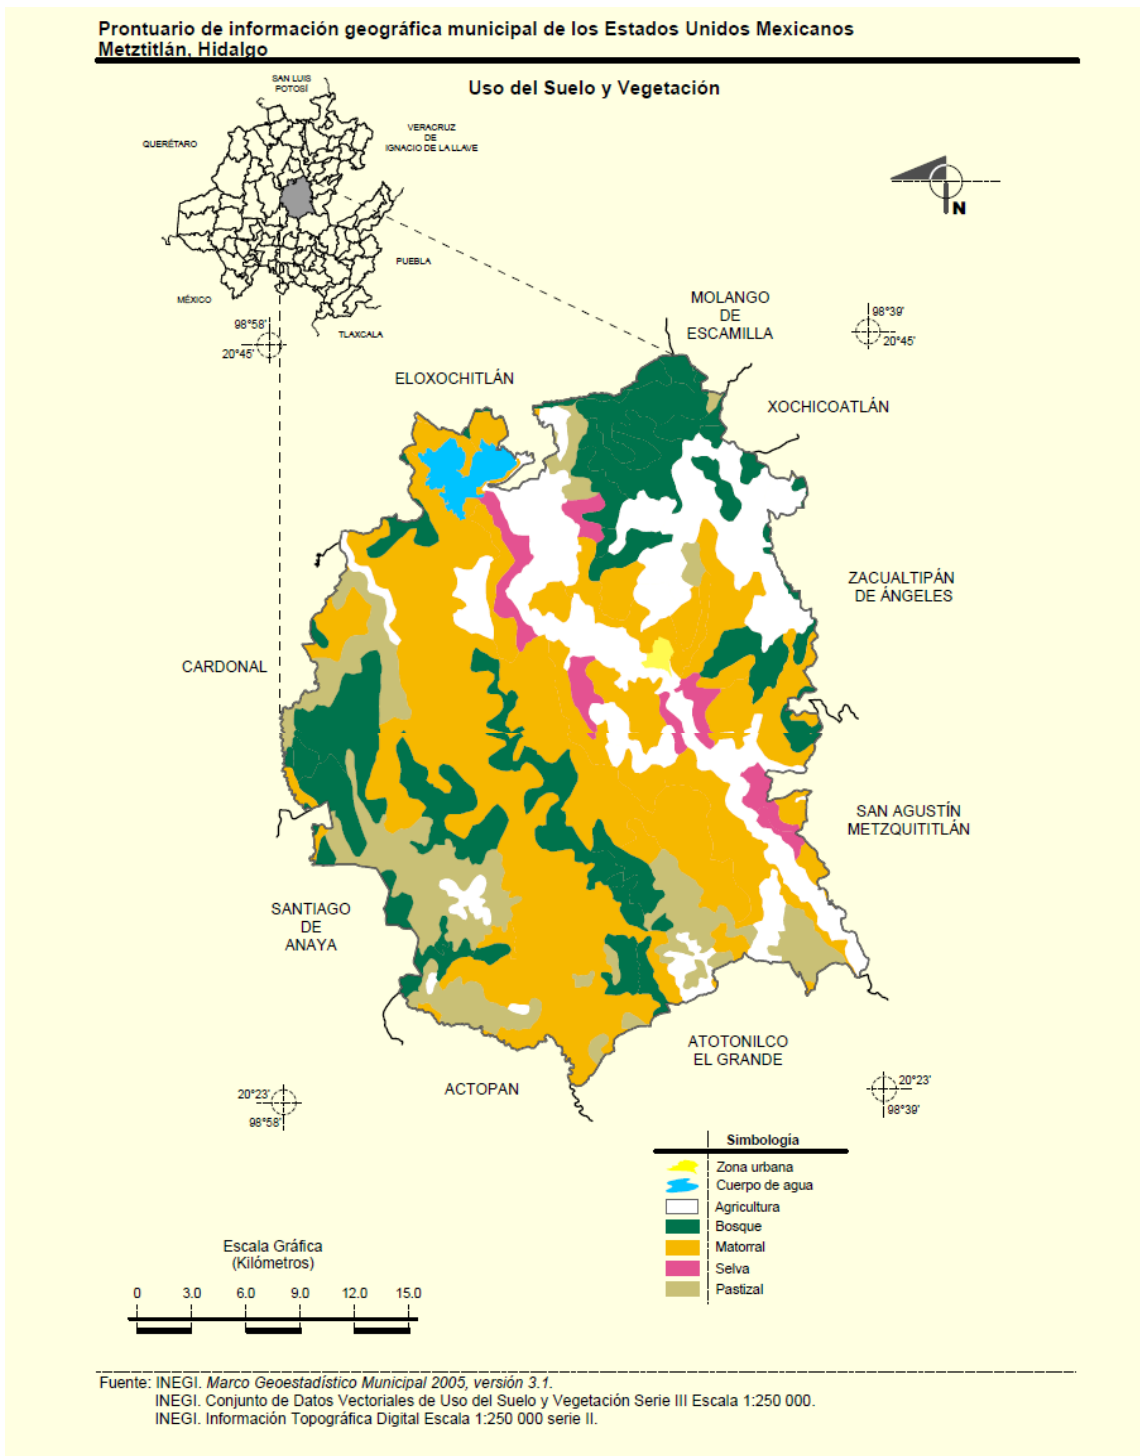 Prontuario de información geográfica municipal de los Estados Unidos Mexicanos
Metztitlán, Hidalgo
Uso del Suelo y Vegetación
SAN LUIS
POTOSÍ
VERACRUZ
DE
IGNACIO DE LA LLAVE
QUERÉTARO
PUEBLA
MÉXICO
TLAXCALA
N
98°58'
20°45'
98°39'
20°45'
MOLANGO
DE
ESCAMILLA
ELOXOCHITLÁN
XOCHICOATLÁN
ZACUALTIPÁN
DE ÁNGELES
CARDONAL
SAN AGUSTÍN
METZQUITITLÁN
SANTIAGO
DE
ANAYA
ATOTONILCO
EL GRANDE
ACTOPAN
20°23'
98°58'
20°23'
98°39'
Simbología
Zona urbana
Cuerpo de agua
Agricultura
Bosque
Matorral
Selva
Pastizal
Escala Gráfica
(Kilómetros)
0 3.0 6.0 9.0 12.0 15.0
Fuente: INEGI. Marco Geoestadístico Municipal 2005, versión 3.1.
INEGI. Conjunto de Datos Vectoriales de Uso del Suelo y Vegetación Serie III Escala 1:250 000.
INEGI. Información Topográfica Digital Escala 1:250 000 serie II.